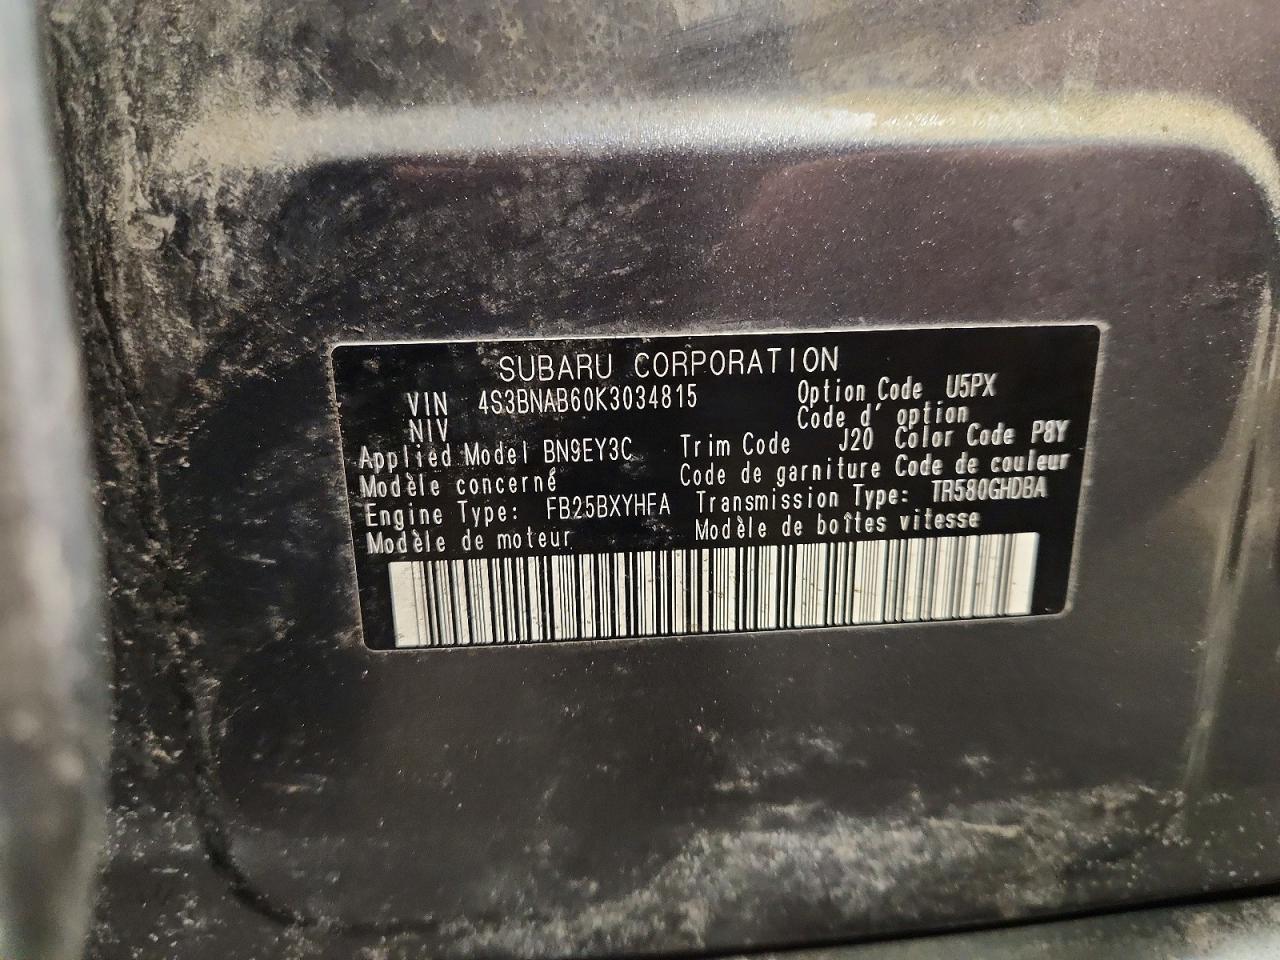 SUBARU CORPORATION
VIN 4S3BNAB60K3034815 Option Code U5PX
NIV Code d' option
Applied Model BN9EY3C Trim Code J20 Color Code P8Y
Modèle concerné Code de garniture Code de couleur
Engine Type: FB25BXYHFA Transmission Type: TR580GHDBA
Modèle de moteur Modèle de boîtes vitesse